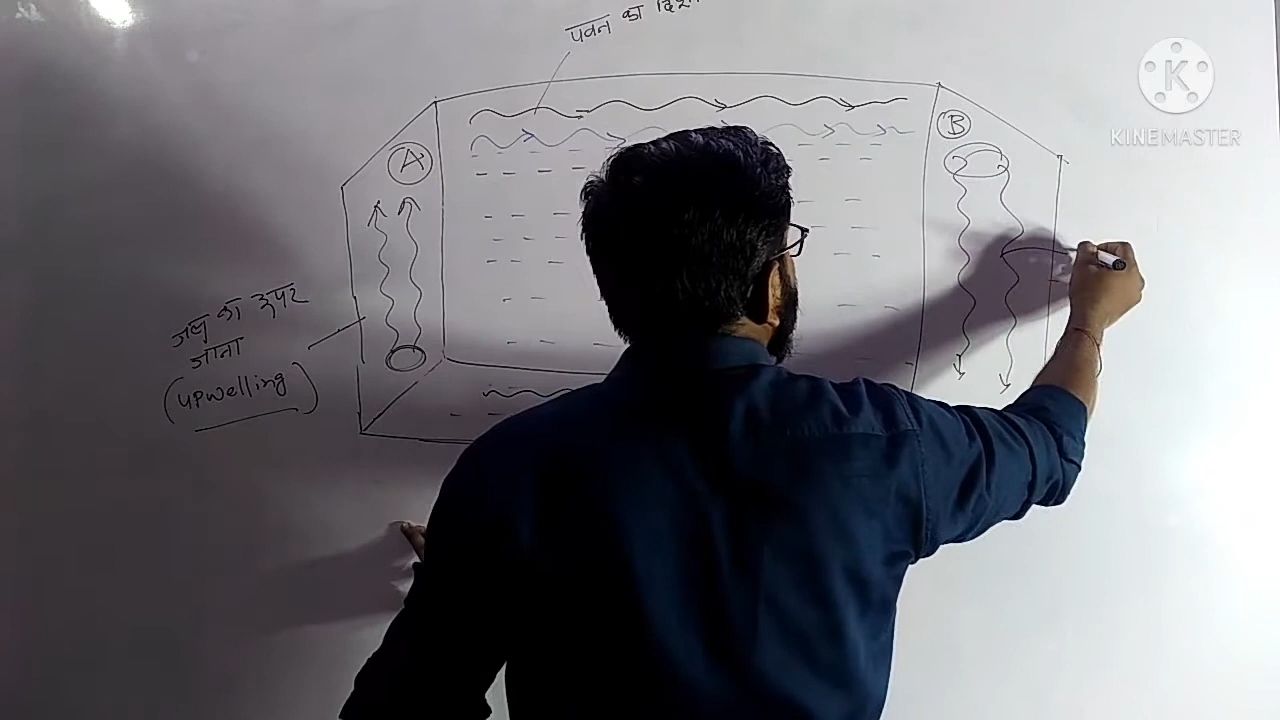 पवन का दिशा
A
B
जल का ऊपर
जाना
(upwelling)
K
KINEMASTER